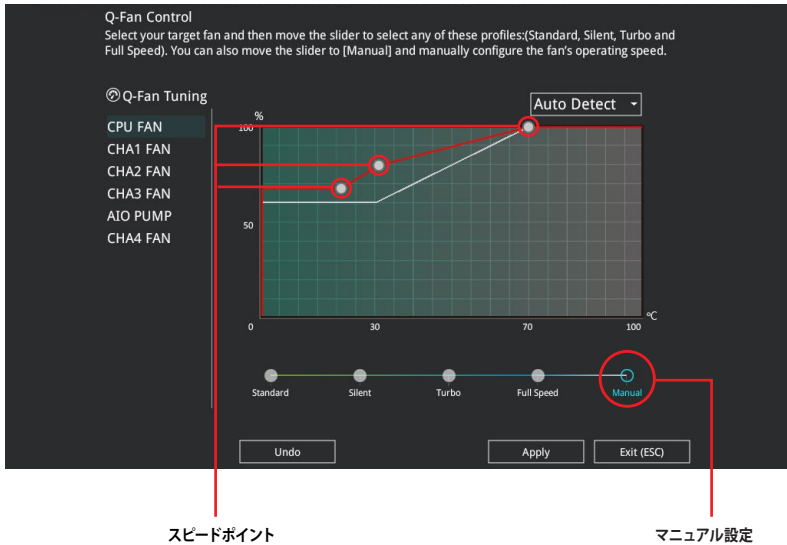 Q-Fan Control
Select your target fan and then move the slider to select any of these profiles:(Standard, Silent, Turbo and
Full Speed). You can also move the slider to [Manual] and manually configure the fan's operating speed.
Q-Fan Tuning
CPU FAN
CHA1 FAN
CHA2 FAN
CHA3 FAN
AIO PUMP
CHA4 FAN
Auto Detect
%
100
50
0
30
70
100
℃
Standard
Silent
Turbo
Full Speed
Manual
Undo
Apply
Exit (ESC)
スピードポイント
マニュアル設定